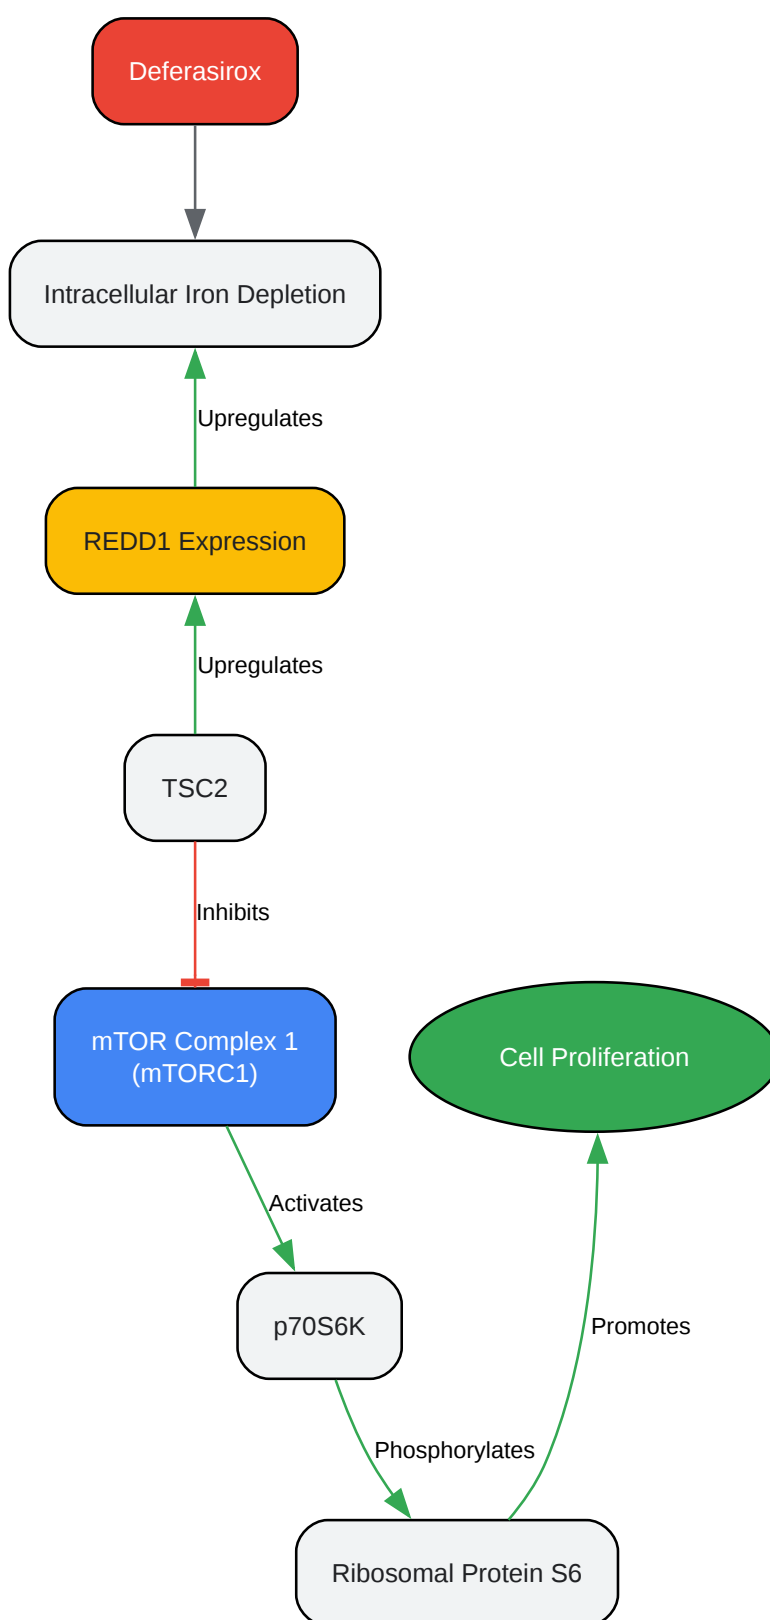 Deferasirox
Intracellular Iron Depletion
Upregulates
REDD1 Expression
Upregulates
TSC2
Inhibits
mTOR Complex 1
(mTORC1)
Cell Proliferation
Activates
p70S6K
Promotes
Phosphorylates
Ribosomal Protein S6